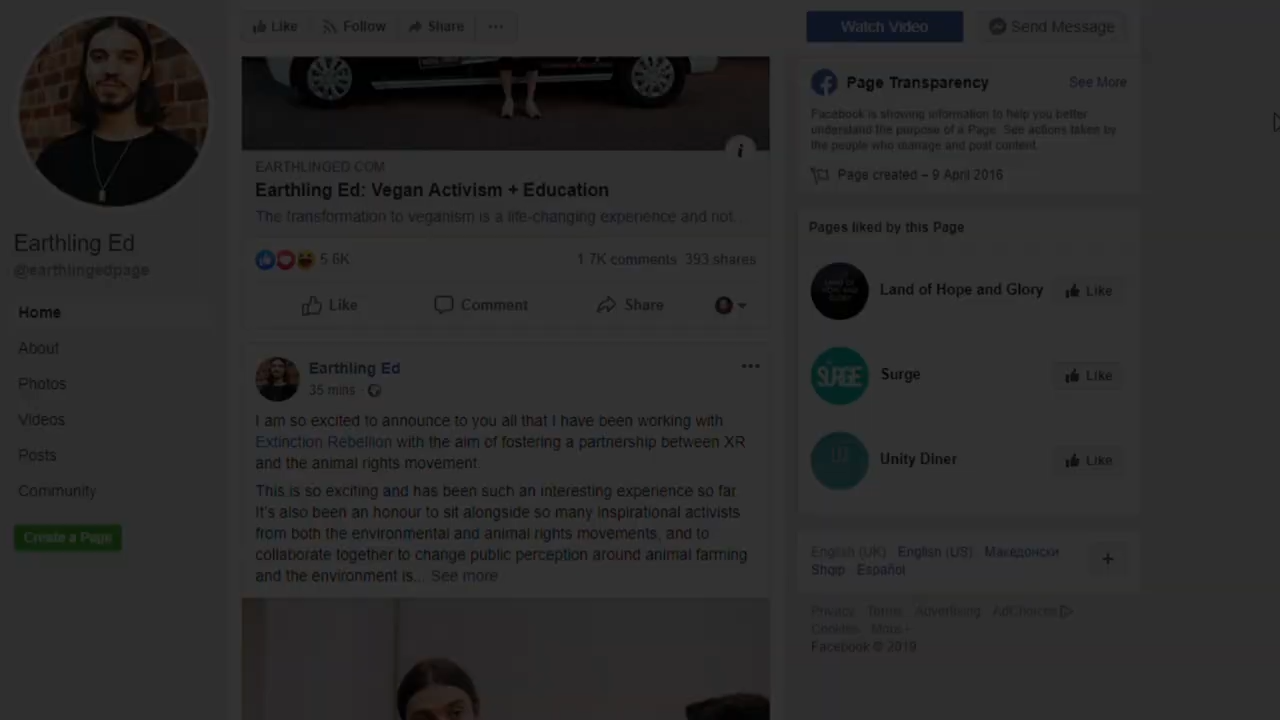 Like Follow Share ...
Watch Video Send Message
EARTHLINGED.COM
Earthling Ed: Vegan Activism + Education
The transformation to veganism is a life-changing experience and not...
5.6K 1.7K comments 393 shares
Like Comment Share
Earthling Ed
@earthlingedpage
Home
About
Photos
Videos
Posts
Community
Create a Page
Earthling Ed
35 mins ·
I am so excited to announce to you all that I have been working with
Extinction Rebellion with the aim of fostering a partnership between XR
and the animal rights movement.
This is so exciting and has been such an interesting experience so far.
It's also been an honour to sit alongside so many inspirational activists
from both the environmental and animal rights movements, and to
collaborate together to change public perception around animal farming
and the environment is... See more
Page Transparency See More
Facebook is showing information to help you better
understand the purpose of a Page. See actions taken by
the people who manage and post content.
Page created – 9 April 2016
Pages liked by this Page
LAND OF
HOPE AND
GLORY
Land of Hope and Glory Like
SURGE
Surge Like
Unity Diner Like
English (UK) · English (US) · Македонски ·
Shqip · Español
+
Privacy · Terms · Advertising · AdChoices
Cookies · More
Facebook © 2019